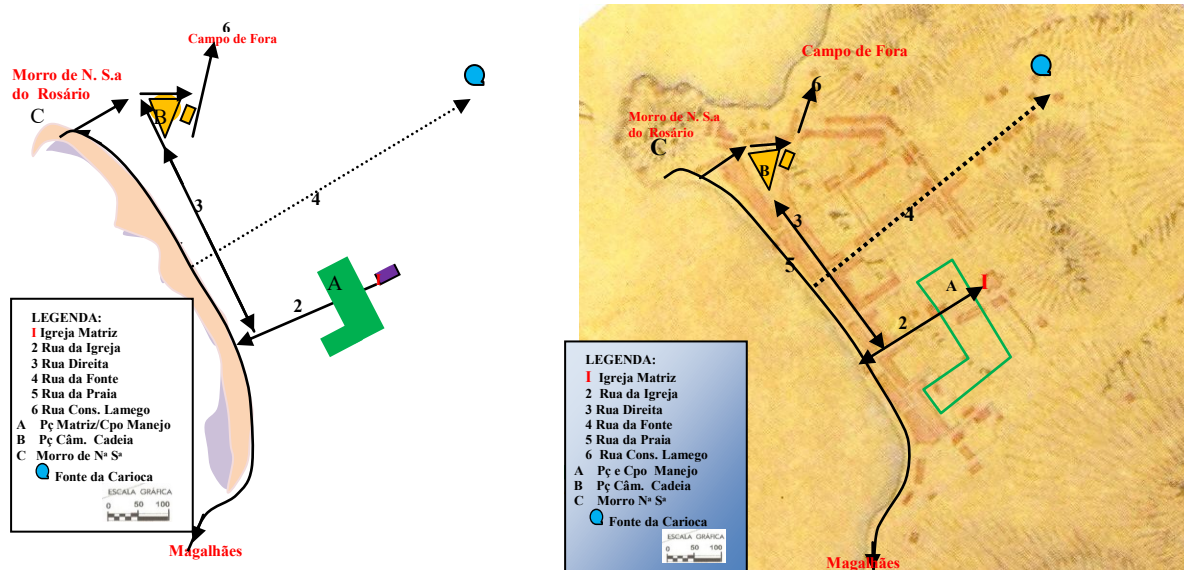 6
Campo de Fora
Morro de N. S.a
do Rosário
C
B
3
4
A
2
LEGENDA:
I Igreja Matriz
2 Rua da Igreja
3 Rua Direita
4 Rua da Fonte
5 Rua da Praia
6 Rua Cons. Lamego
A Pç Matriz/Cpo Manejo
B Pç Câm. Cadeia
C Morro de Nª Sª
Fonte da Carioca
ESCALA GRÁFICA
0 50 100
Magalhães
Campo de Fora
6
Morro de N. S.a
do Rosário
C
B
3
4
5
A
I
2
LEGENDA:
I Igreja Matriz
2 Rua da Igreja
3 Rua Direita
4 Rua da Fonte
5 Rua da Praia
6 Rua Cons. Lamego
A Pç e Cpo Manejo
B Pç Câm. Cadeia
C Morro Nª Sª
Fonte da Carioca
ESCALA GRÁFICA
0 50 100
Magalhães